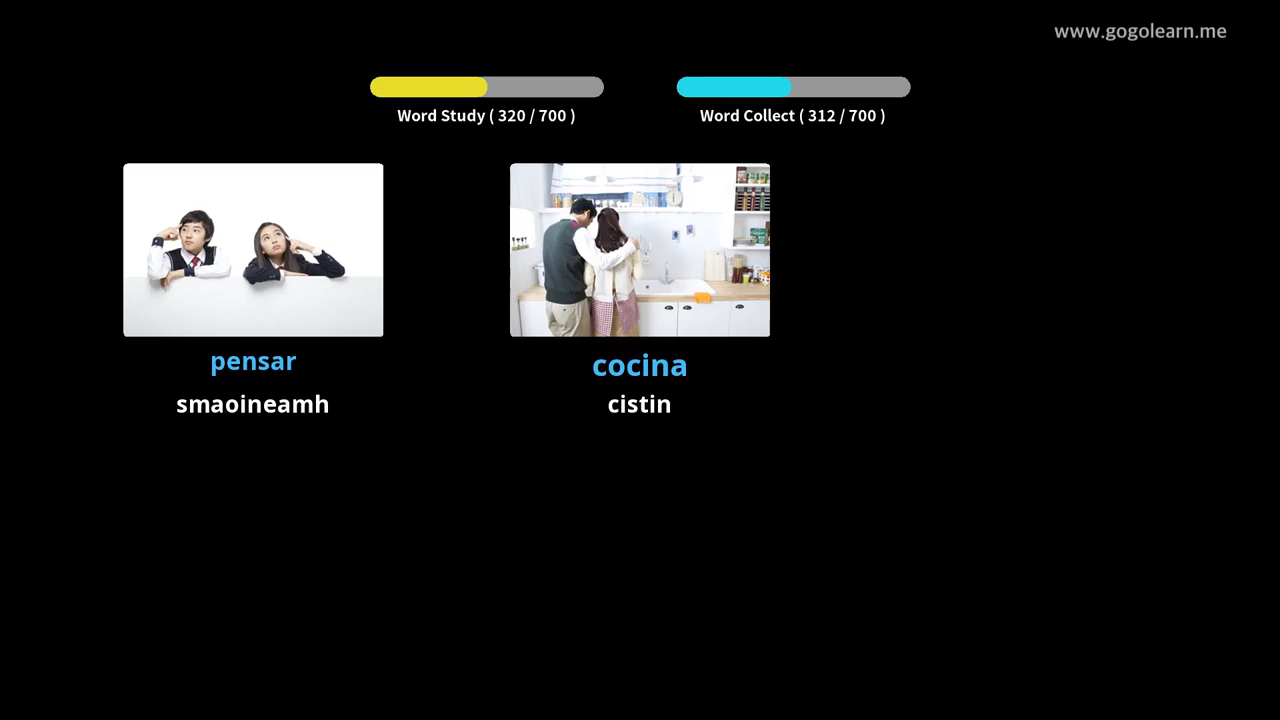 www.gogolearn.me
Word Study ( 320 / 700 )
Word Collect ( 312 / 700 )
pensar
cocina
smaoineamh
cistin